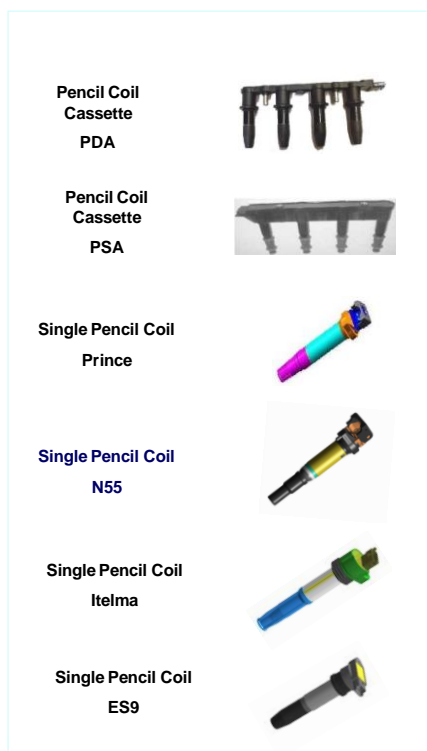 Pencil Coil
Cassette
PDA
Pencil Coil
Cassette
PSA
Single Pencil Coil
Prince
Single Pencil Coil
N55
Single Pencil Coil
Itelma
Single Pencil Coil
ES9